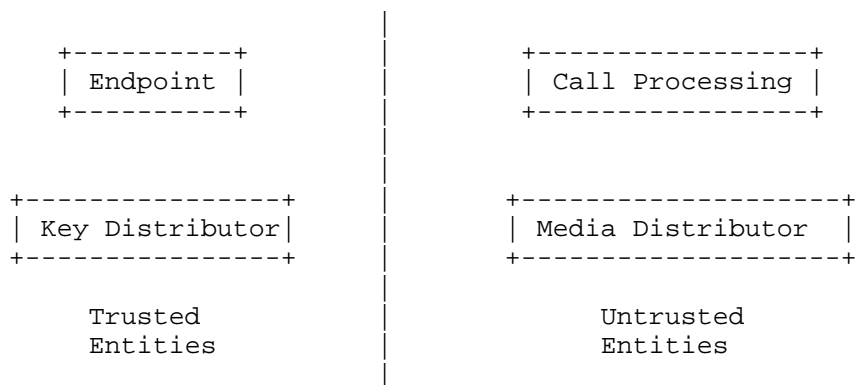 Endpoint
Call Processing
Key Distributor
Media Distributor
Trusted
Untrusted
Entities
Entities